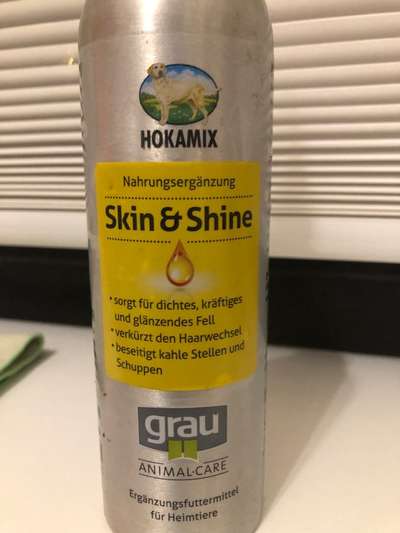 HOKAMIX
Nahrungsergänzung
Skin & Shine
• sorgt für dichtes, kräftiges
und glänzendes Fell
• verkürzt den Haarwechsel
• beseitigt kahle Stellen und
Schuppen
grau
ANIMAL•CARE
Ergänzungsfuttermittel
für Heimtiere